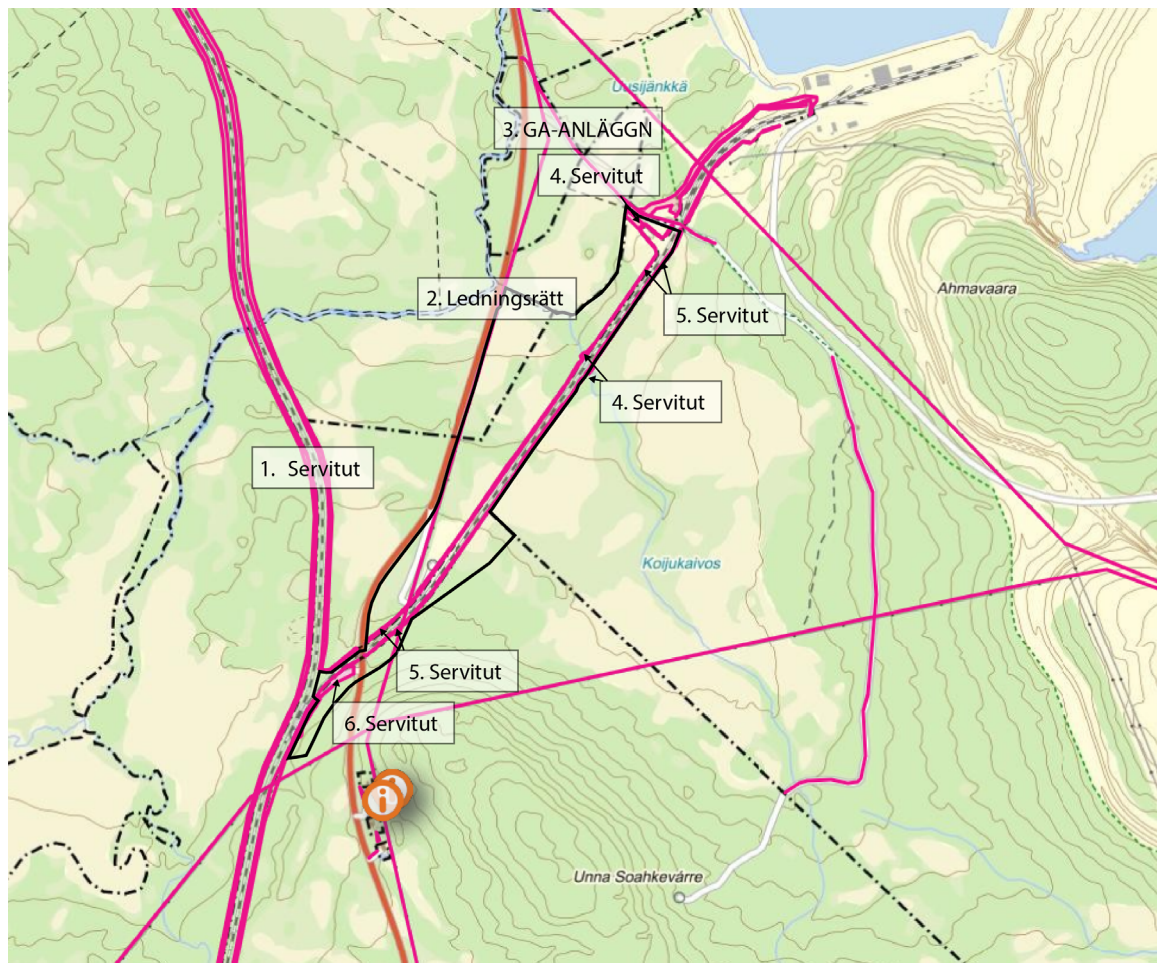 Uusijänkkä
3. GA-ANLÄGGN
4. Servitut
Ahmavaara
2. Ledningsrätt
5. Servitut
4. Servitut
1. Servitut
Koijukaivos
5. Servitut
6. Servitut
i
Unna Soahkevárre